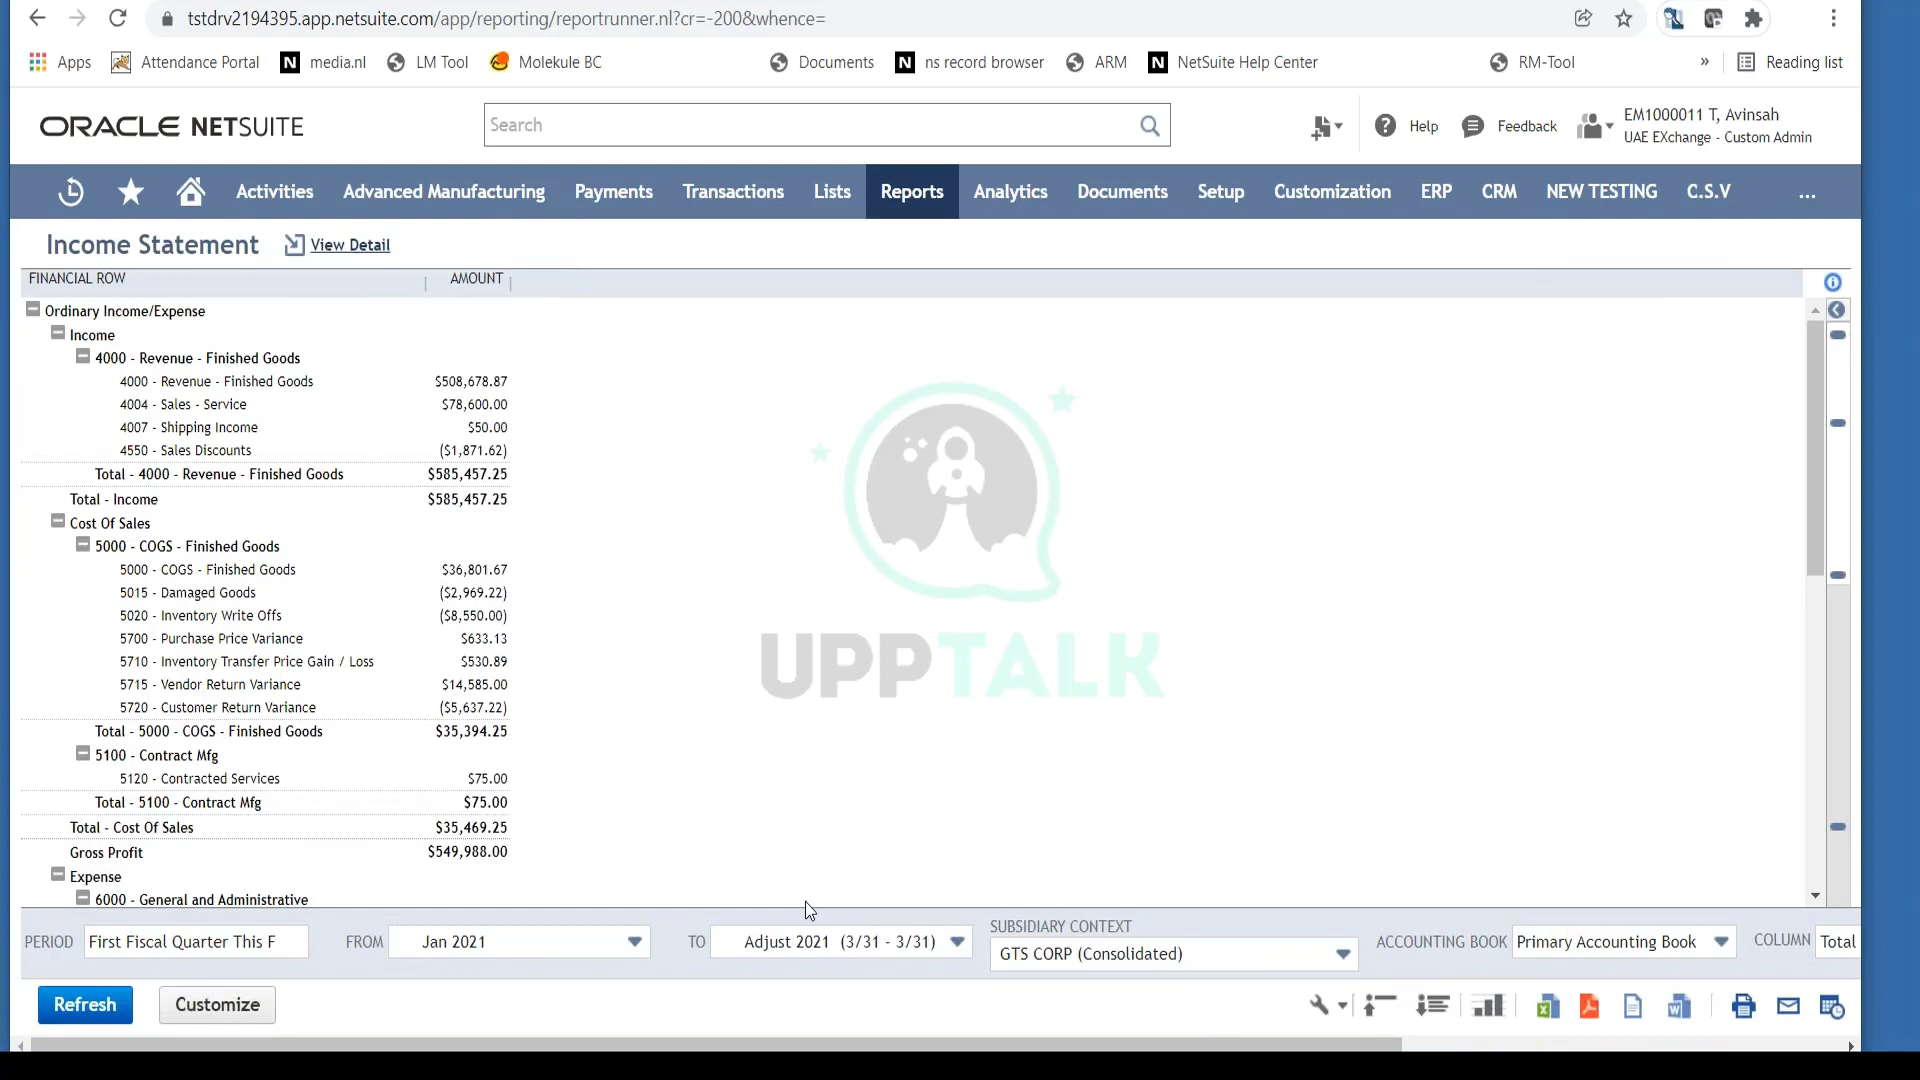 tstdrv2194395.app.netsuite.com/app/reporting/reportrunner.nl?cr=-200&whence=
Apps Attendance Portal media.nl LM Tool Molekule BC Documents ns record browser ARM NetSuite Help Center RM-Tool » Reading list
ORACLE NETSUITE Search Help Feedback EM1000011 T, Avinsah
UAE EXchange - Custom Admin
Activities Advanced Manufacturing Payments Transactions Lists Reports Analytics Documents Setup Customization ERP CRM NEW TESTING C.S.V ...
Income Statement View Detail
FINANCIAL ROW AMOUNT
Ordinary Income/Expense
Income
4000 - Revenue - Finished Goods
4000 - Revenue - Finished Goods $508,678.87
4004 - Sales - Service $78,600.00
4007 - Shipping Income $50.00
4550 - Sales Discounts ($1,871.62)
Total - 4000 - Revenue - Finished Goods $585,457.25
Total - Income $585,457.25
Cost Of Sales
5000 - COGS - Finished Goods
5000 - COGS - Finished Goods $36,801.67
5015 - Damaged Goods ($2,969.22)
5020 - Inventory Write Offs ($8,550.00)
5700 - Purchase Price Variance $633.13
5710 - Inventory Transfer Price Gain / Loss $530.89
5715 - Vendor Return Variance $14,585.00
5720 - Customer Return Variance ($5,637.22)
Total - 5000 - COGS - Finished Goods $35,394.25
5100 - Contract Mfg
5120 - Contracted Services $75.00
Total - 5100 - Contract Mfg $75.00
Total - Cost Of Sales $35,469.25
Gross Profit $549,988.00
Expense
6000 - General and Administrative
UPPTALK
PERIOD First Fiscal Quarter This F FROM Jan 2021 TO Adjust 2021 (3/31 - 3/31) SUBSIDIARY CONTEXT GTS CORP (Consolidated) ACCOUNTING BOOK Primary Accounting Book COLUMN Total
Refresh Customize